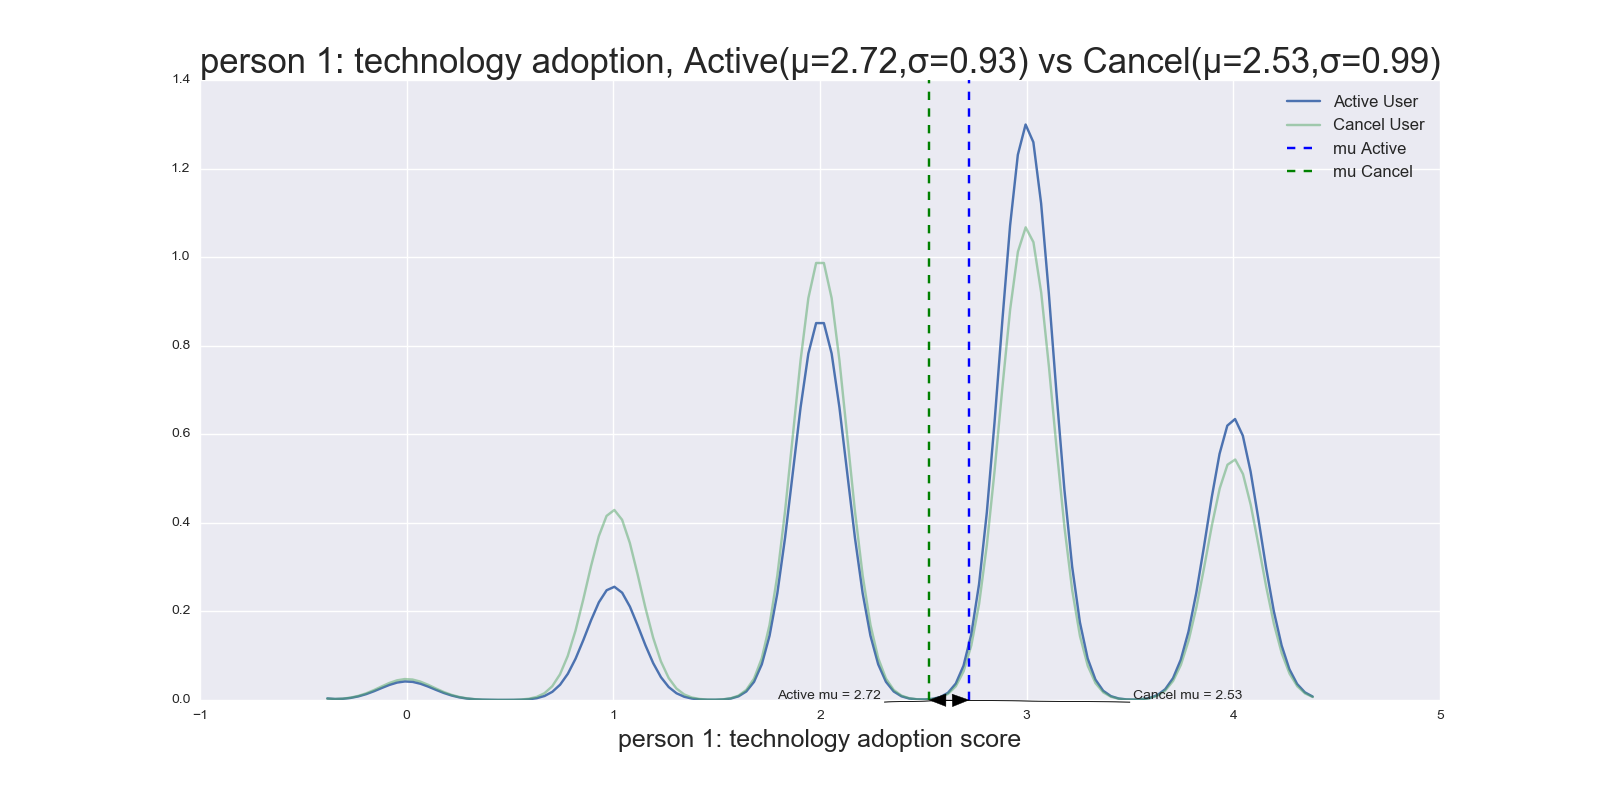 person 1: technology adoption, Active(μ=2.72,σ=0.93) vs Cancel(μ=2.53,σ=0.99)
1.4
1.2
1.0
0.8
0.6
0.4
0.2
0.0
Active User
Cancel User
mu Active
mu Cancel
Active mu = 2.72
Cancel mu = 2.53
−1
0
1
2
3
4
5
person 1: technology adoption score